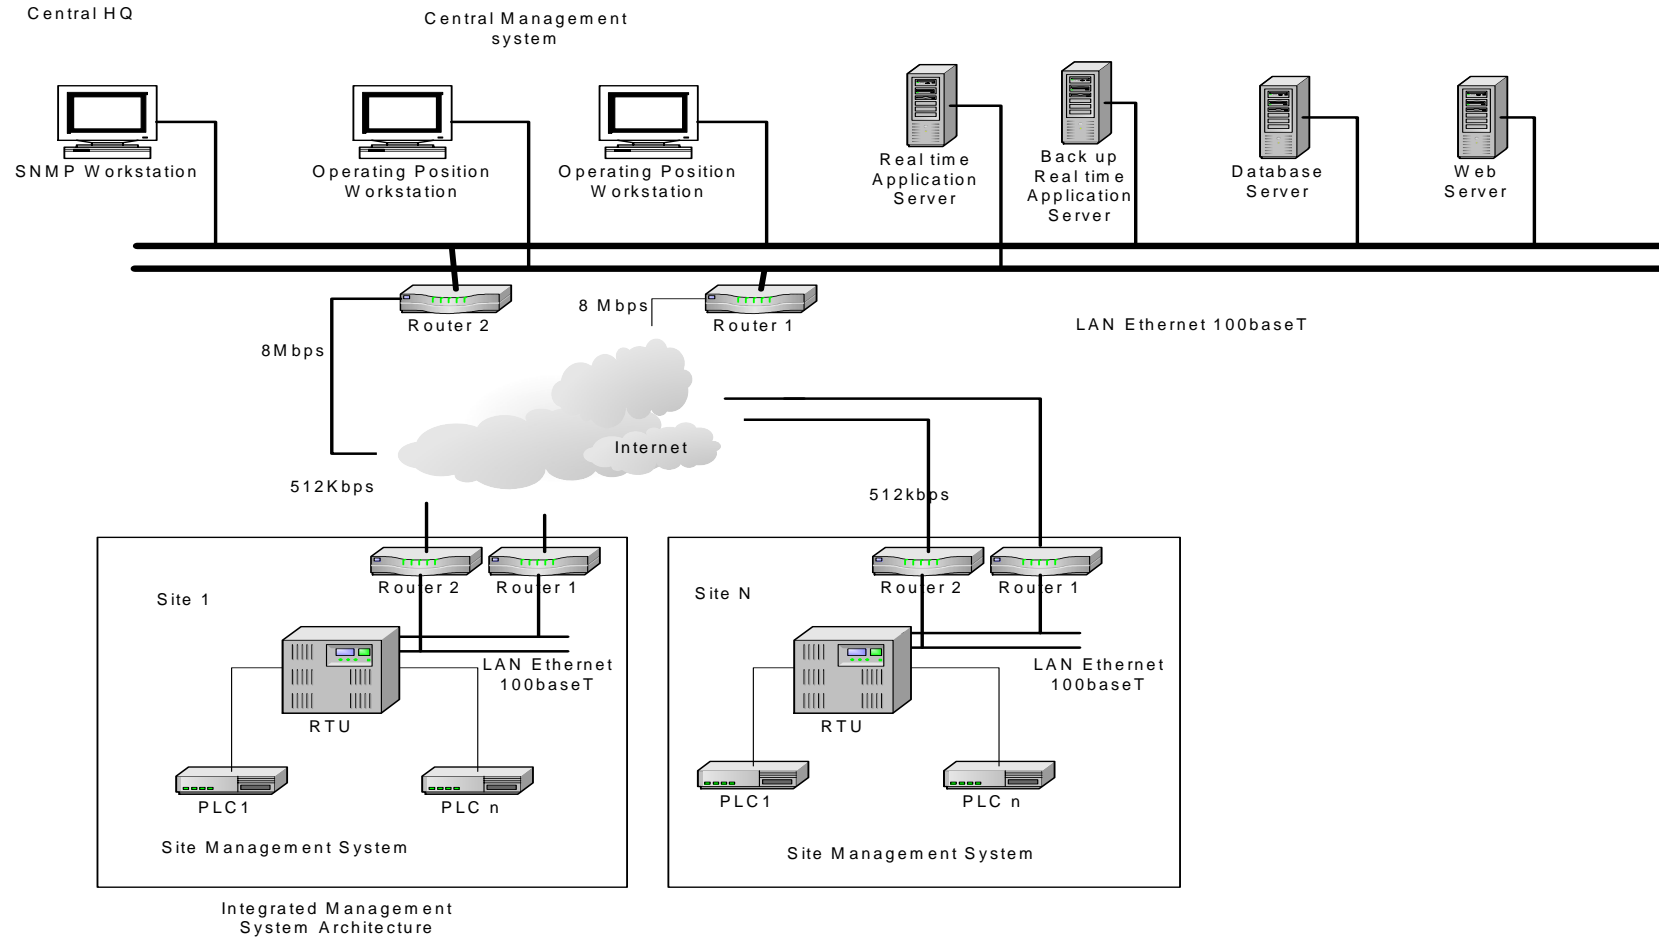 Central HQ
Central Management
system
SNMP Workstation
Operating Position
Workstation
Operating Position
Workstation
Real time
Application
Server
Back up
Real time
Application
Server
Database
Server
Web
Server
8 Mbps
Router 2
Router 1
LAN Ethernet 100baseT
8Mbps
Internet
512Kbps
512kbps
Site 1
Router 2
Router 1
LAN Ethernet
100baseT
RTU
PLC1
PLC n
Site Management System
Site N
Router 2
Router 1
LAN Ethernet
100baseT
RTU
PLC1
PLC n
Site Management System
Integrated Management
System Architecture